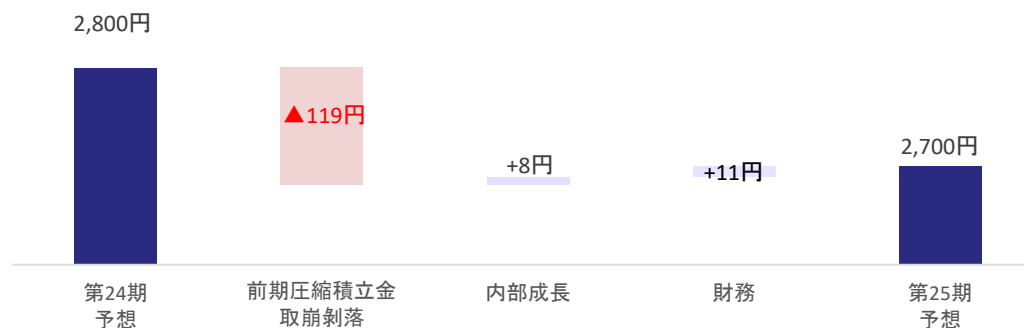 2,800円
▲119円
+8円
+11円
2,700円
第24期
予想
前期圧縮積立金
取崩剝落
内部成長
財務
第25期
予想